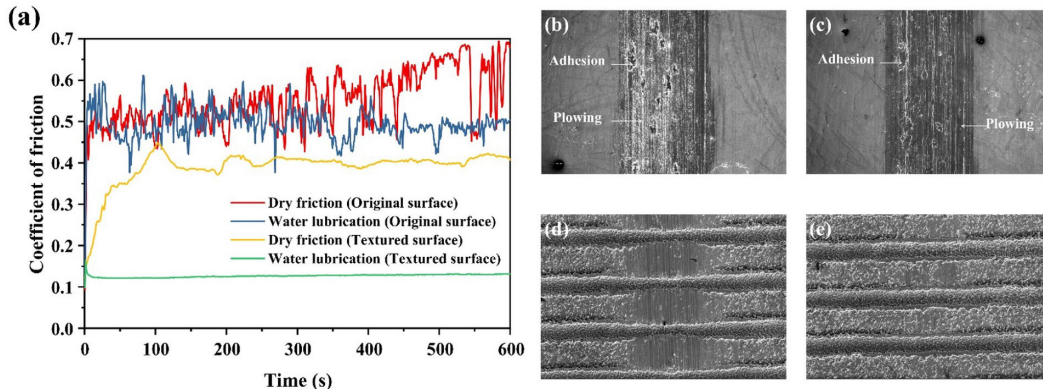 (a)
0.7
0.6
0.5
0.4
0.3
0.2
0.1
0.0
Coefficient of friction
Dry friction (Original surface)
Water lubrication (Original surface)
Dry friction (Textured surface)
Water lubrication (Textured surface)
0 100 200 300 400 500 600
Time (s)
(b)
Adhesion
Plowing
(c)
Adhesion
Plowing
(d)
(e)